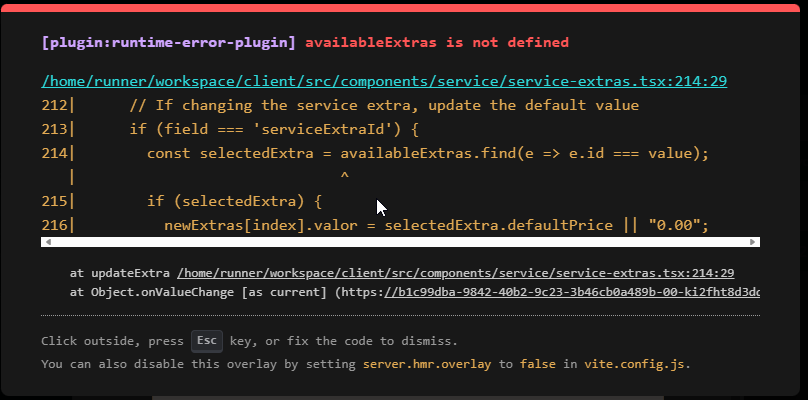 [plugin:runtime-error-plugin] availableExtras is not defined
/home/runner/workspace/client/src/components/service/service-extras.tsx:214:29
212|      // If changing the service extra, update the default value
213|      if (field === 'serviceExtraId') {
214|        const selectedExtra = availableExtras.find(e => e.id === value);
   |                              ^
215|        if (selectedExtra) {
216|          newExtras[index].valor = selectedExtra.defaultPrice || "0.00";
at updateExtra /home/runner/workspace/client/src/components/service/service-extras.tsx:214:29
at Object.onValueChange [as current] (https://b1c99dba-9842-40b2-9c23-3b46cb0a489b-00-ki2fht8d3dc
Click outside, press Esc key, or fix the code to dismiss.
You can also disable this overlay by setting server.hmr.overlay to false in vite.config.js.